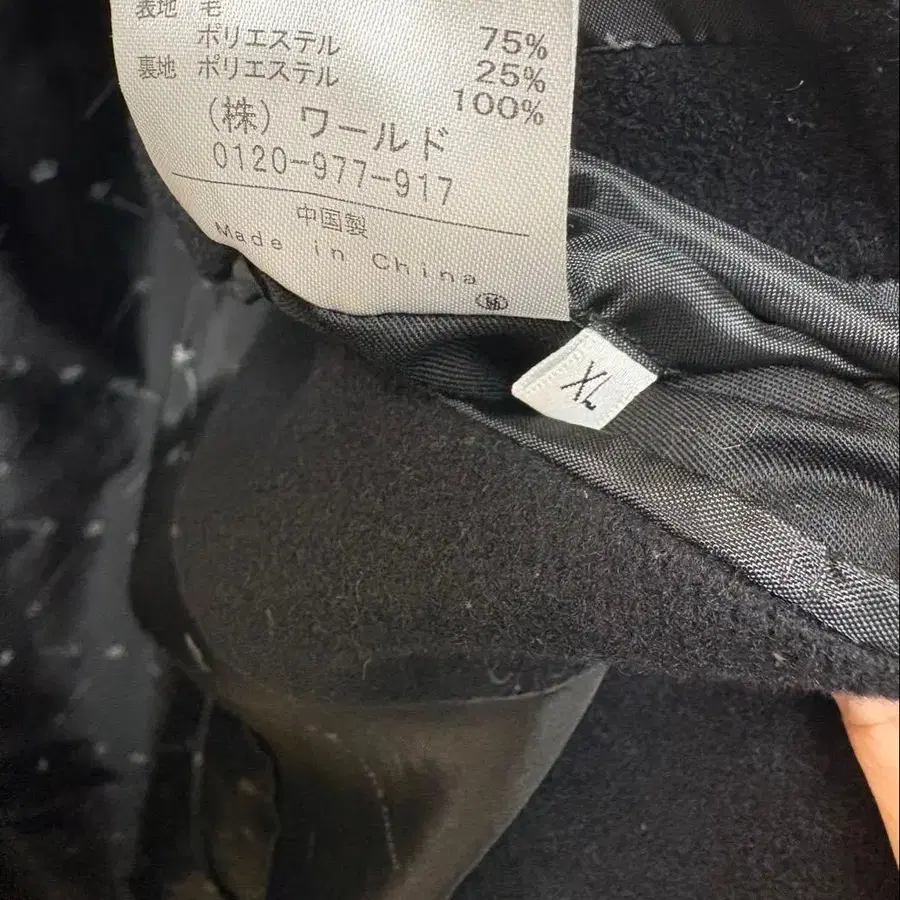 表地 毛 75%
ポリエステル 25%
裏地 ポリエステル 100%
(株) ワールド
0120-977-917
中国製
Made in China
XL